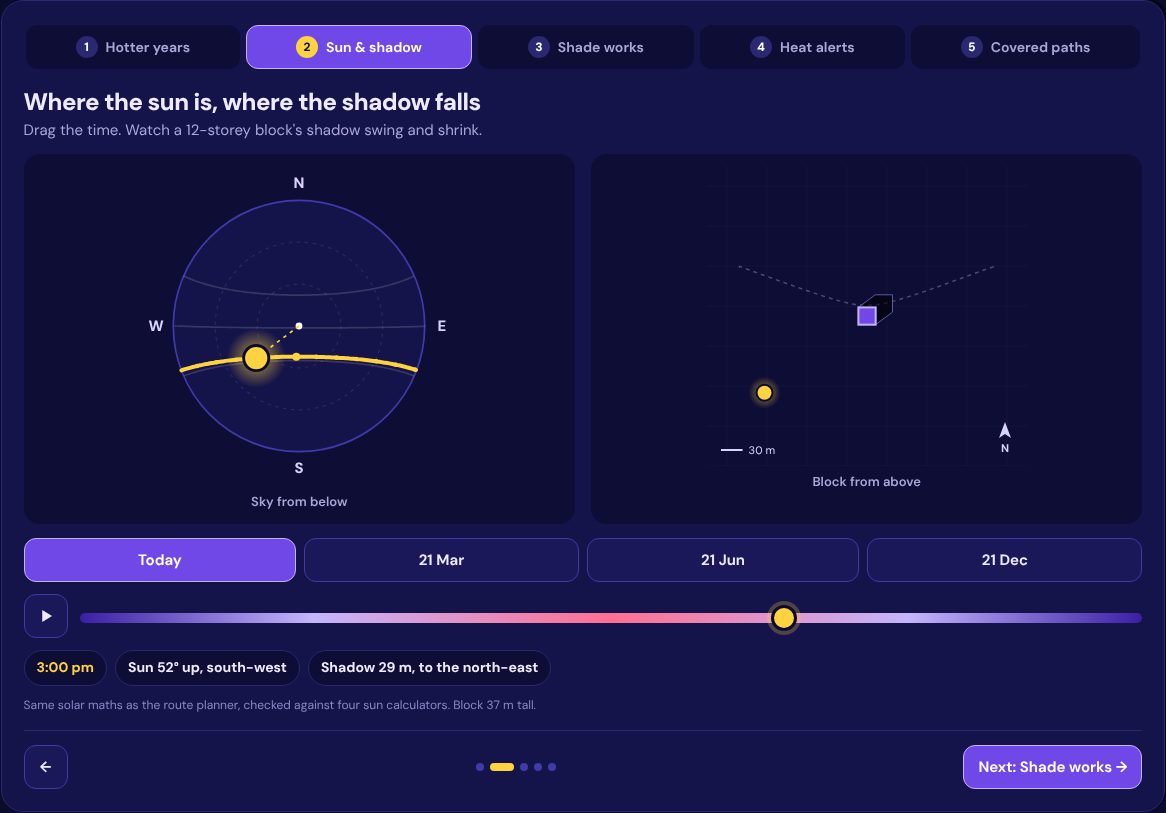 1 Hotter years
2 Sun & shadow
3 Shade works
4 Heat alerts
5 Covered paths
Where the sun is, where the shadow falls
Drag the time. Watch a 12-storey block's shadow swing and shrink.
N
W
E
S
Sky from below
30 m
N
Block from above
Today
21 Mar
21 Jun
21 Dec
3:00 pm
Sun 52° up, south-west
Shadow 29 m, to the north-east
Same solar maths as the route planner, checked against four sun calculators. Block 37 m tall.
Next: Shade works →